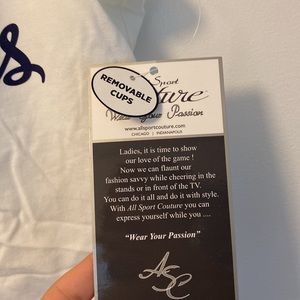 REMOVABLE
CUPS
Sport
ture
Wear your Passion
www.allsportcouture.com
CHICAGO | INDIANAPOLIS
Ladies, it is time to show
our love of the game !
Now we can flaunt our
fashion savvy while cheering in the
stands or in front of the TV.
You can do it all and do it with style.
With All Sport Couture you can
express yourself while you ....
"Wear Your Passion"
ASC